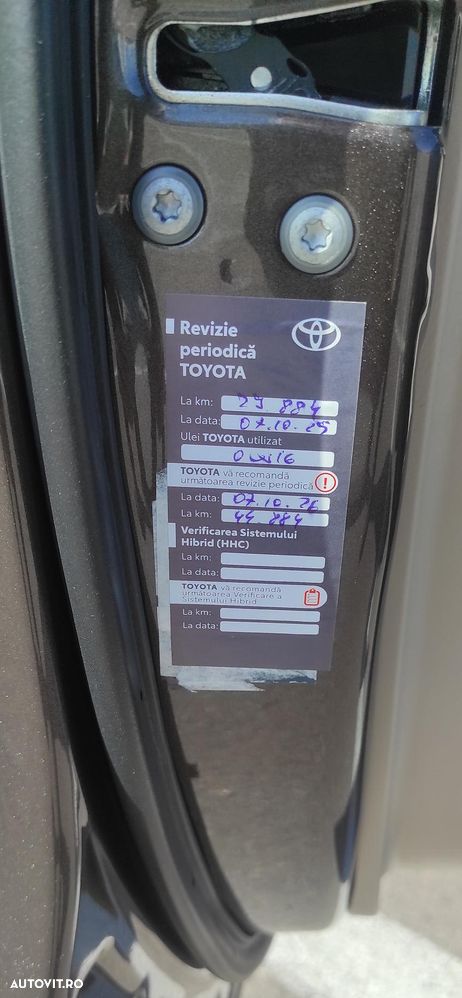 Revizie
periodică
TOYOTA
La km: 29.884
La data: 07.10.25
Ulei TOYOTA utilizat
0W16
TOYOTA vă recomandă
următoarea revizie periodică
La data: 07.10.26
La km: 44.884
Verificarea Sistemului
Hibrid (HHC)
La km:
La data:
TOYOTA vă recomandă
următoarea Verificare a
Sistemului Hibrid
La km:
La data:
AUTOVIT.RO